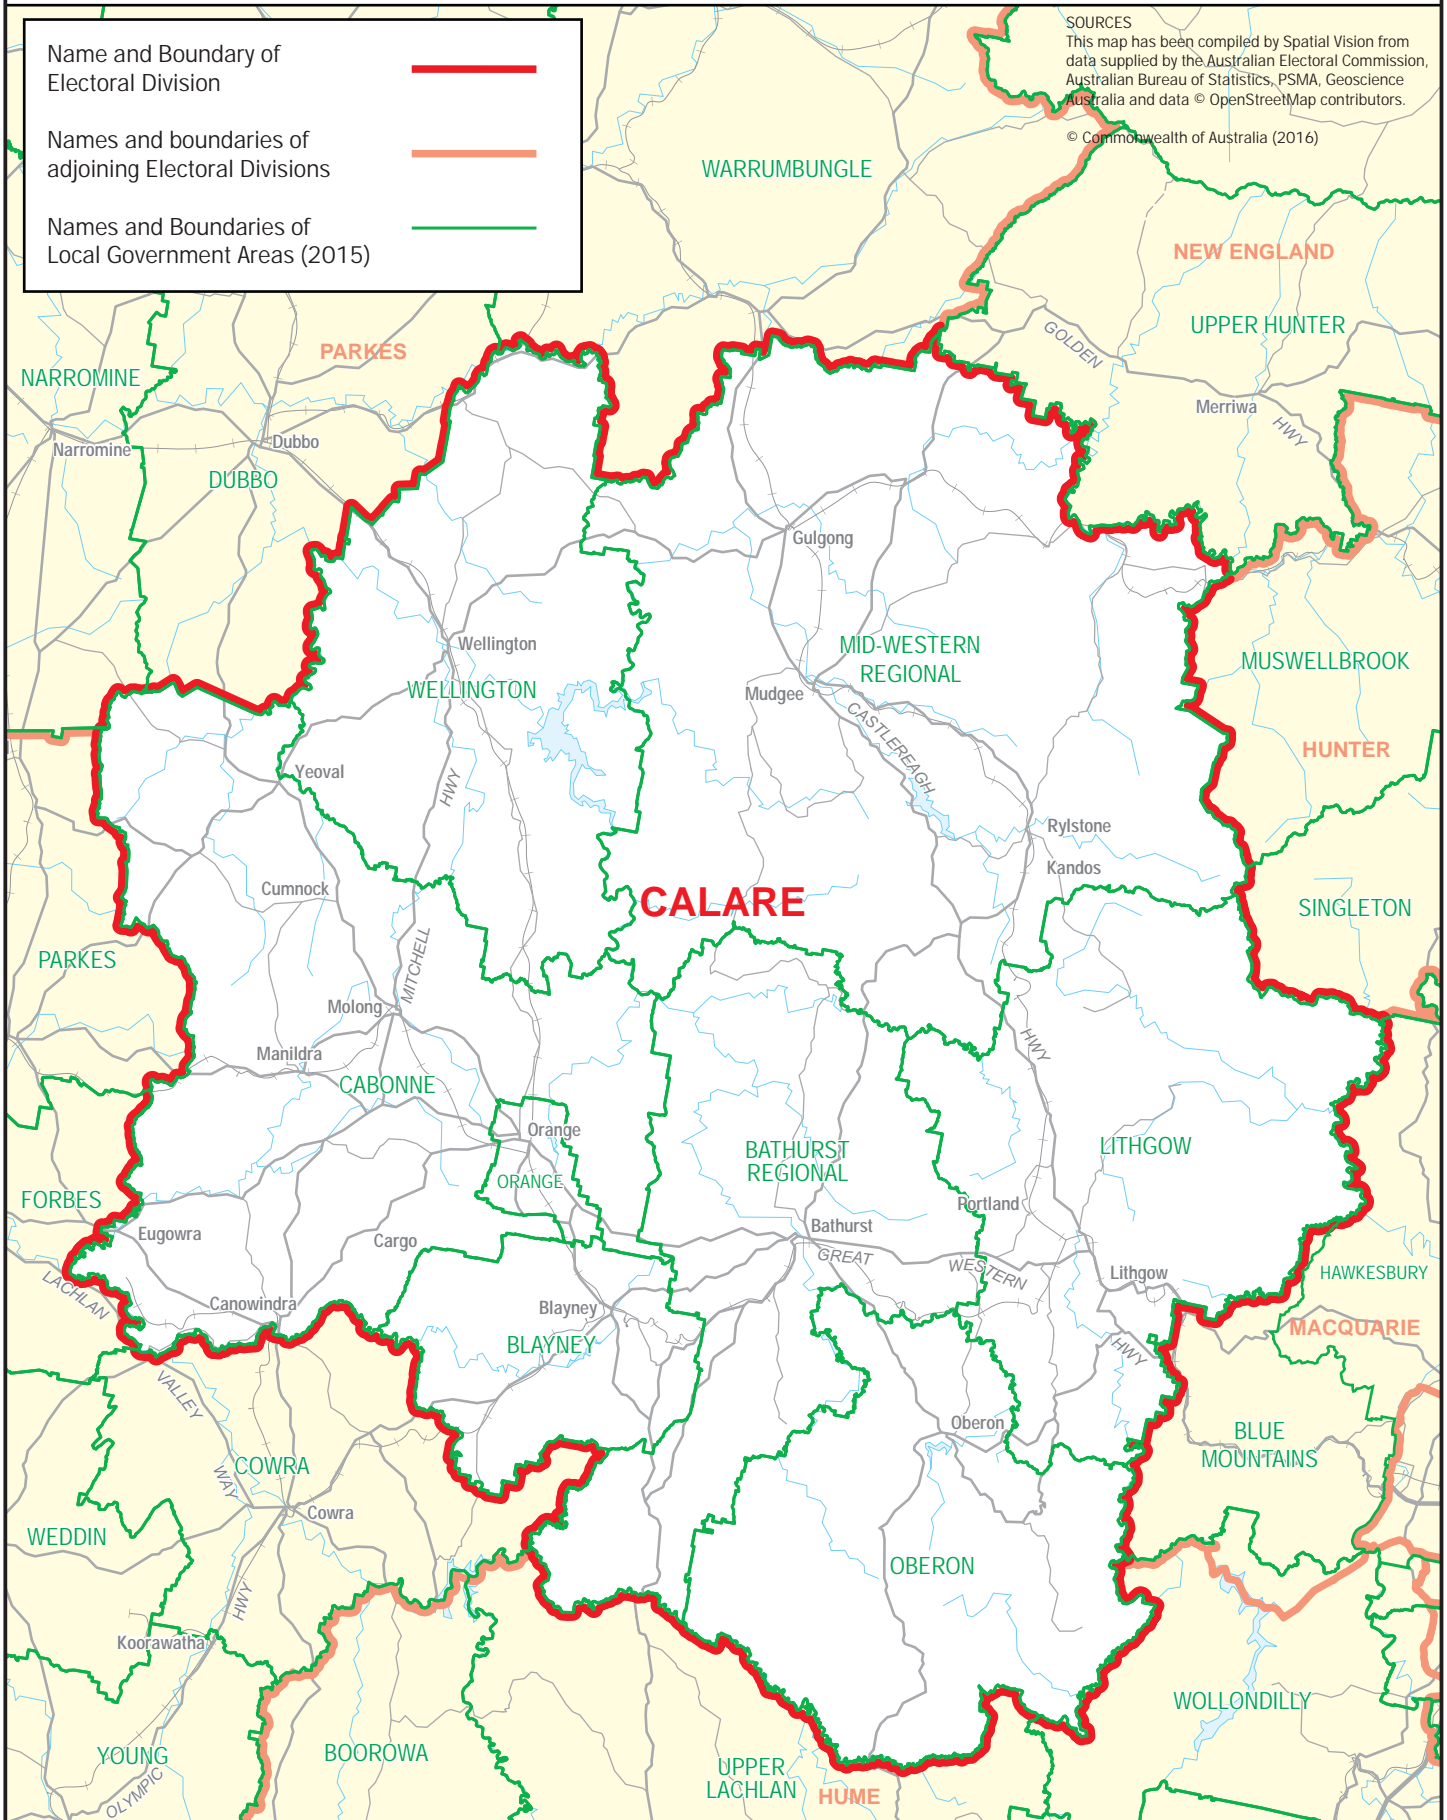 Name and Boundary of
Electoral Division
Names and boundaries of
adjoining Electoral Divisions
Names and Boundaries of
Local Government Areas (2015)
SOURCES
This map has been compiled by Spatial Vision from
data supplied by the Australian Electoral Commission,
Australian Bureau of Statistics, PSMA, Geoscience
Australia and data © OpenStreetMap contributors.
© Commonwealth of Australia (2016)
WARRUMBUNGLE
NEW ENGLAND
UPPER HUNTER
GOLDEN
PARKES
NARROMINE
Merriwa
HWY
Narromine
Dubbo
DUBBO
Gulgong
Wellington
MID-WESTERN
REGIONAL
MUSWELLBROOK
WELLINGTON
Mudgee
CASTLEREAGH
HUNTER
Yeoval
HWY
Rylstone
Kandos
Cumnock
CALARE
SINGLETON
PARKES
MITCHELL
Molong
HWY
Manildra
CABONNE
Orange
BATHURST
REGIONAL
LITHGOW
ORANGE
FORBES
Portland
Eugowra
Cargo
Bathurst
GREAT
WESTERN
Lithgow
HAWKESBURY
LACHLAN
Canowindra
Blayney
BLAYNEY
MACQUARIE
HWY
VALLEY
Oberon
BLUE
MOUNTAINS
COWRA
WAY
Cowra
WEDDIN
OBERON
HWY
Koorawatha
WOLLONDILLY
YOUNG
BOOROWA
OLYMPIC
UPPER
LACHLAN
HUME